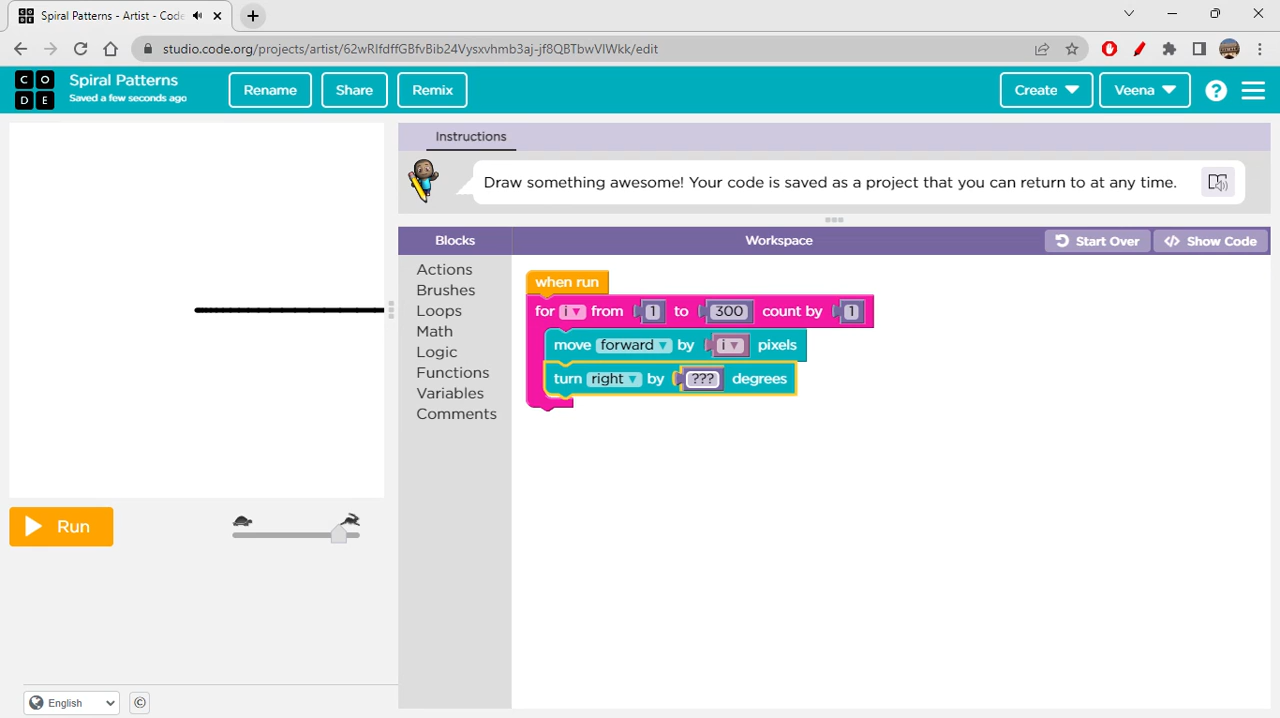 Spiral Patterns - Artist - Code
studio.code.org/projects/artist/62wRlfdffGBfvBib24Vysxvhmb3aj-jf8QBTbwVlWkk/edit
C O
D E
Spiral Patterns
Saved a few seconds ago
Rename
Share
Remix
Create
Veena
?
Instructions
Draw something awesome! Your code is saved as a project that you can return to at any time.
Blocks
Workspace
Start Over
</> Show Code
Actions
Brushes
Loops
Math
Logic
Functions
Variables
Comments
when run
for i from 1 to 300 count by 1
move forward by i pixels
turn right by ??? degrees
Run
English
©